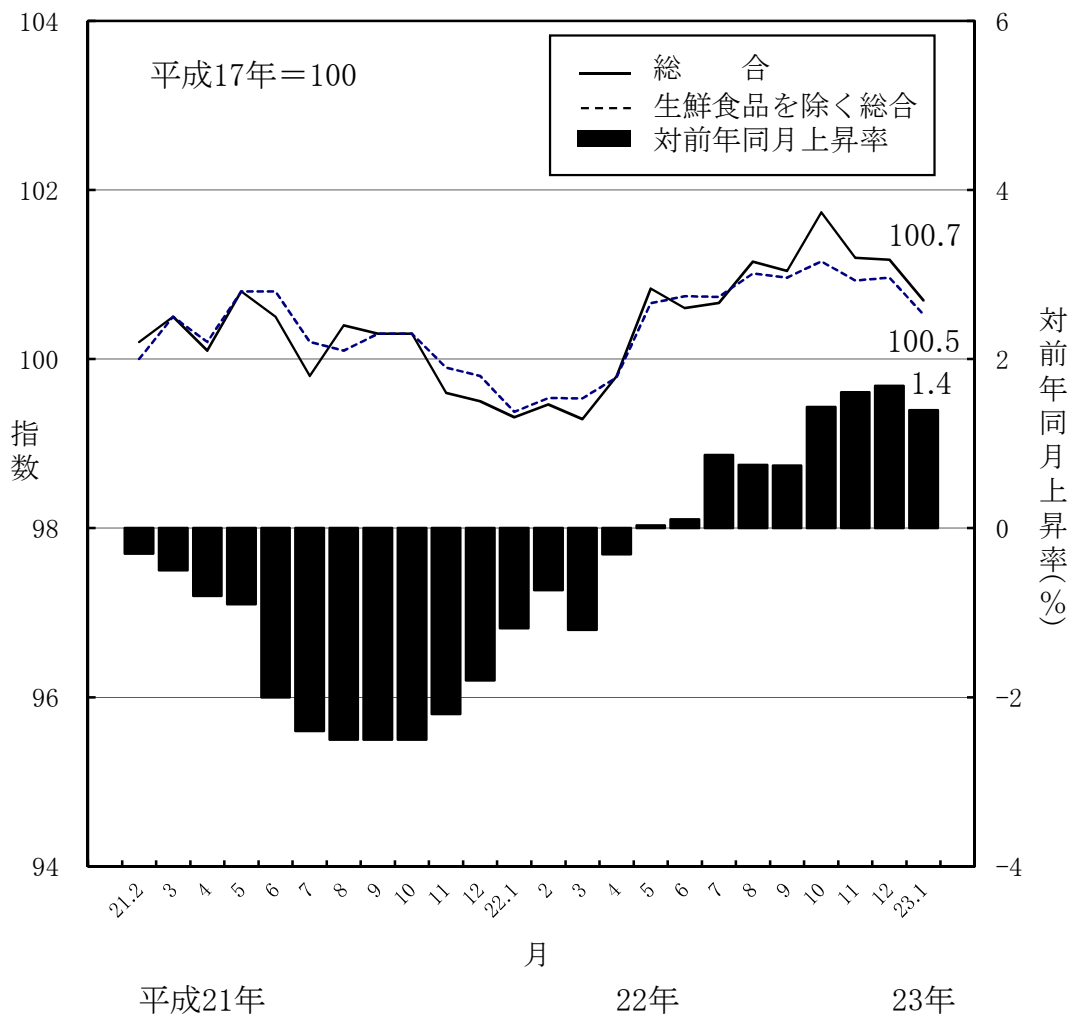 平成17年＝100
総　　合
生鮮食品を除く総合
対前年同月上昇率
104
102
100
98
96
94
指数
6
4
2
0
−2
−4
対前年同月上昇率(％)
100.7
100.5
1.4
21.2 3 4 5 6 7 8 9 10 11 12 22.1 2 3 4 5 6 7 8 9 10 11 12 23.1
月
平成21年 22年 23年